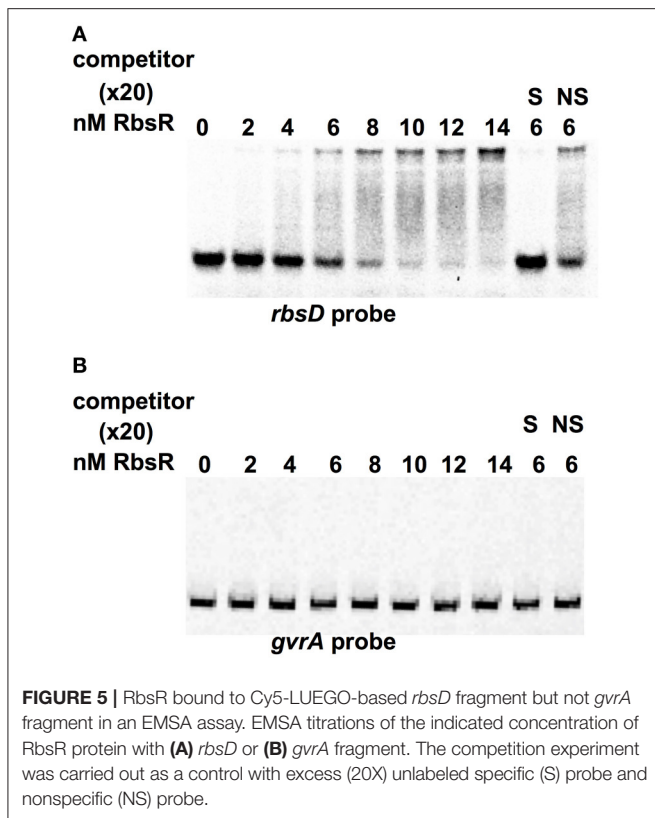 A
competitor
(x20)
S NS
nM RbsR 0 2 4 6 8 10 12 14 6 6
rbsD probe
B
competitor
(x20)
S NS
nM RbsR 0 2 4 6 8 10 12 14 6 6
gvrA probe
FIGURE 5 | RbsR bound to Cy5-LUEGO-based rbsD fragment but not gvrA
fragment in an EMSA assay. EMSA titrations of the indicated concentration of
RbsR protein with (A) rbsD or (B) gvrA fragment. The competition experiment
was carried out as a control with excess (20X) unlabeled specific (S) probe and
nonspecific (NS) probe.